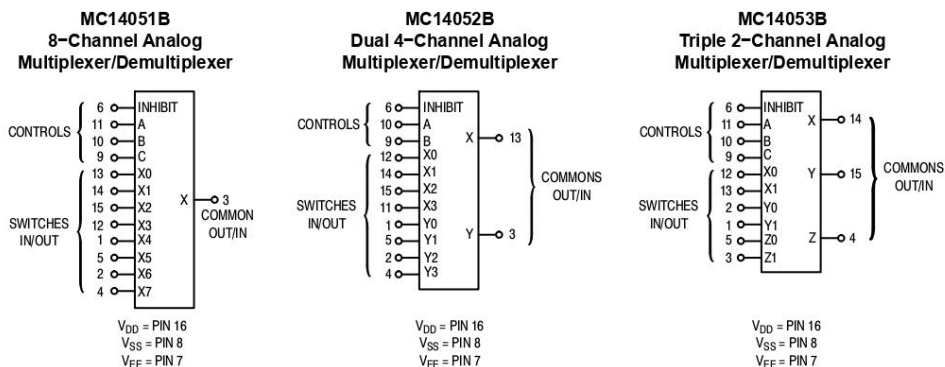 MC14051B
8−Channel Analog
Multiplexer/Demultiplexer
CONTROLS
6 INHIBIT
11 A
10 B
9 C
SWITCHES
IN/OUT
13 X0
14 X1
15 X2
12 X3
1 X4
5 X5
2 X6
4 X7
X 3
COMMON
OUT/IN
VDD = PIN 16
VSS = PIN 8
VEE = PIN 7
MC14052B
Dual 4−Channel Analog
Multiplexer/Demultiplexer
CONTROLS
6 INHIBIT
10 A
9 B
SWITCHES
IN/OUT
12 X0
14 X1
15 X2
11 X3
1 Y0
5 Y1
2 Y2
4 Y3
X 13
Y 3
COMMONS
OUT/IN
VDD = PIN 16
VSS = PIN 8
VEE = PIN 7
MC14053B
Triple 2−Channel Analog
Multiplexer/Demultiplexer
CONTROLS
6 INHIBIT
11 A
10 B
9 C
SWITCHES
IN/OUT
12 X0
13 X1
2 Y0
1 Y1
5 Z0
3 Z1
X 14
Y 15
Z 4
COMMONS
OUT/IN
VDD = PIN 16
VSS = PIN 8
VEE = PIN 7